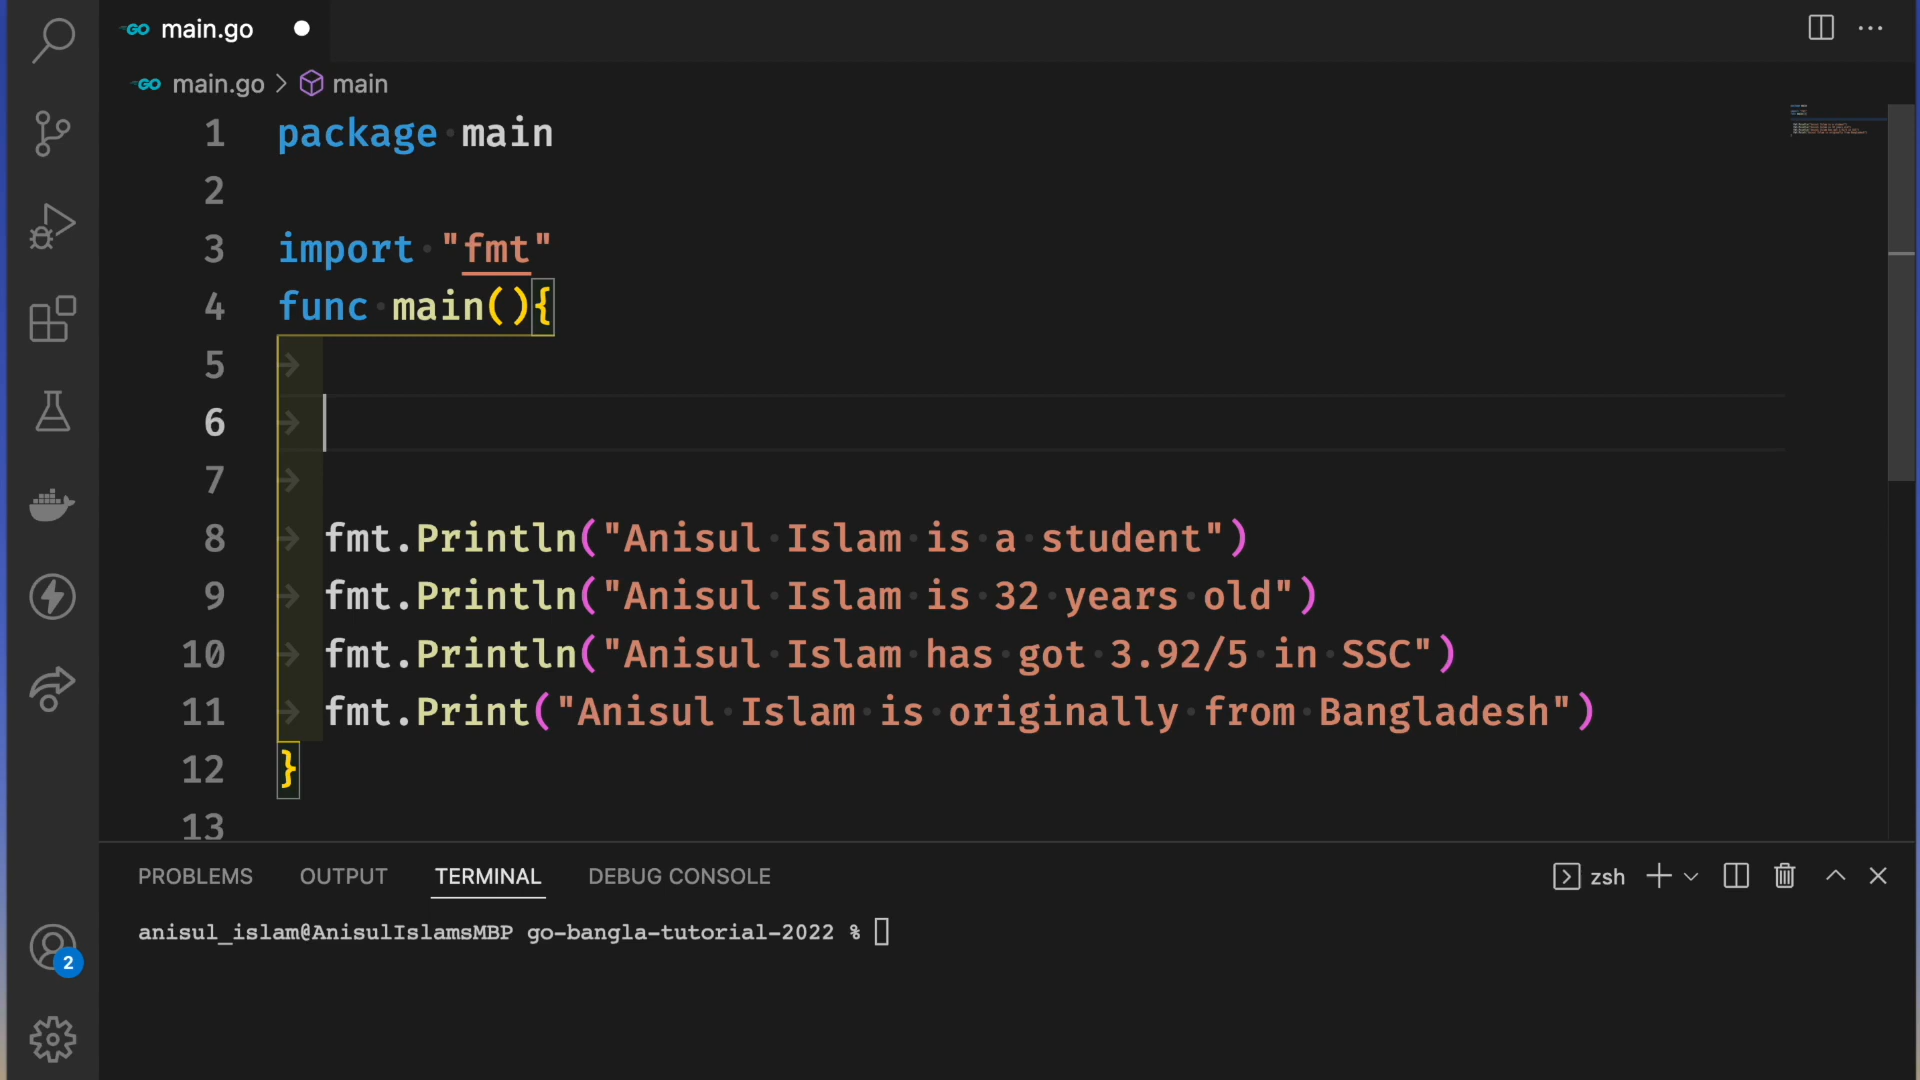 GO main.go
GO main.go > main
1 package main
2
3 import "fmt"
4 func main(){
5
6
7
8 fmt.Println("Anisul Islam is a student")
9 fmt.Println("Anisul Islam is 32 years old")
10 fmt.Println("Anisul Islam has got 3.92/5 in SSC")
11 fmt.Print("Anisul Islam is originally from Bangladesh")
12 }
13
PROBLEMS OUTPUT TERMINAL DEBUG CONSOLE zsh
anisul_islam@AnisulIslamsMBP go-bangla-tutorial-2022 %
2